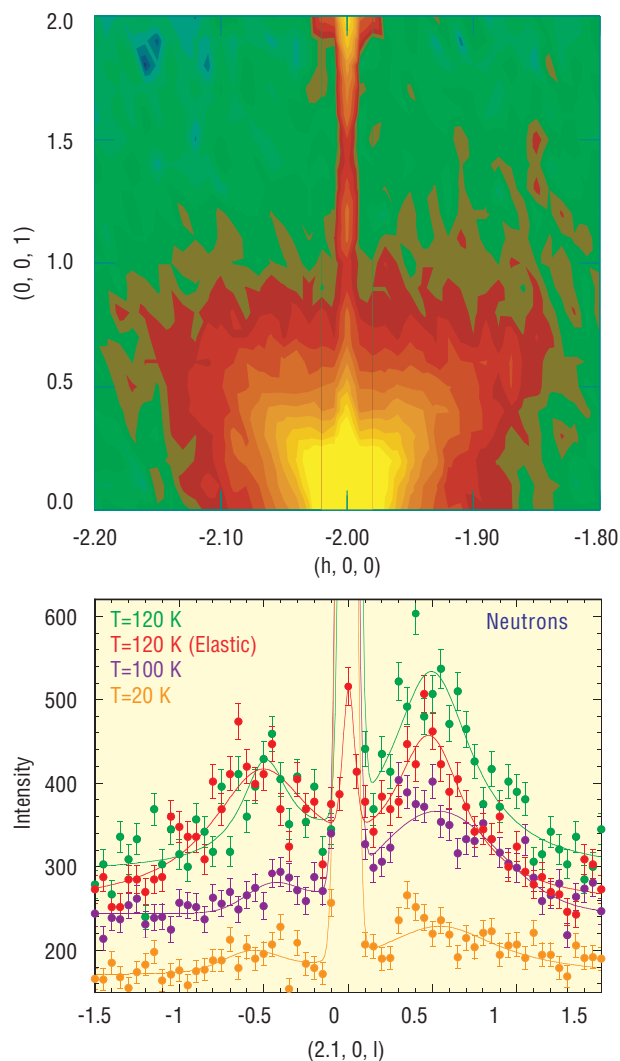 2.0
1.5
1.0
0.5
0.0
(0, 0, 1)
-2.20 -2.10 -2.00 -1.90 -1.80
(h, 0, 0)
600
500
400
300
200
Intensity
T=120 K
T=120 K (Elastic)
T=100 K
T=20 K
Neutrons
-1.5 -1 -0.5 0 0.5 1 1.5
(2.1, 0, l)